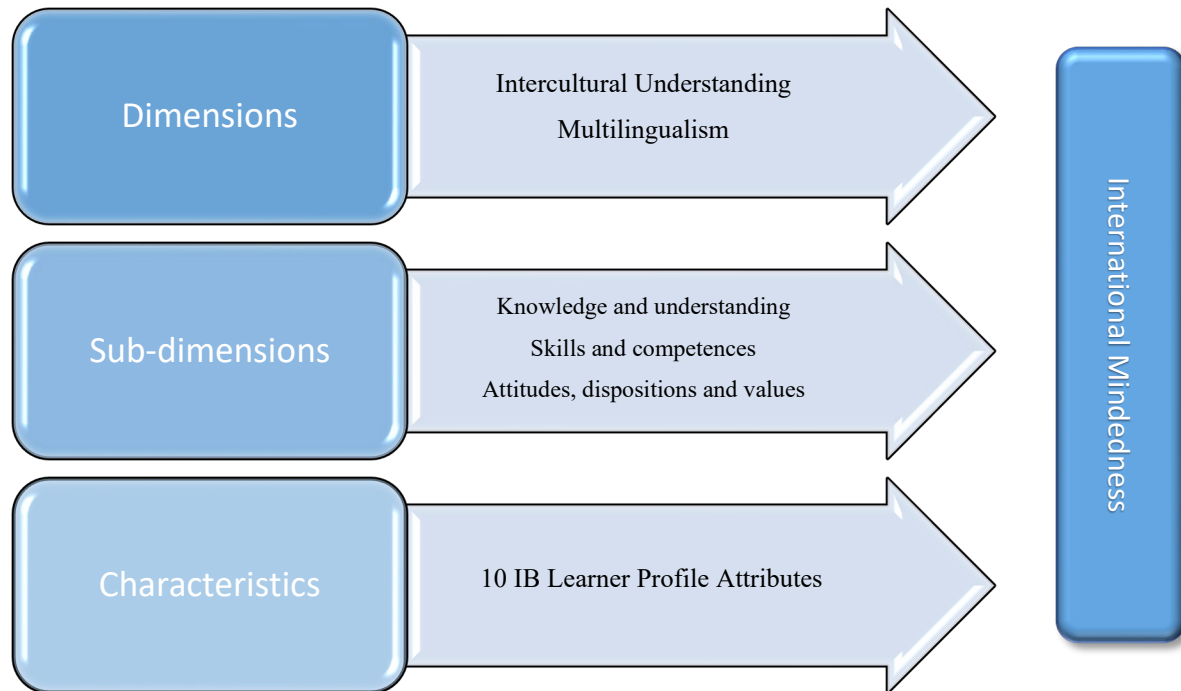 Dimensions
Intercultural Understanding
Multilingualism
Sub-dimensions
Knowledge and understanding
Skills and competences
Attitudes, dispositions and values
Characteristics
10 IB Learner Profile Attributes
International Mindedness